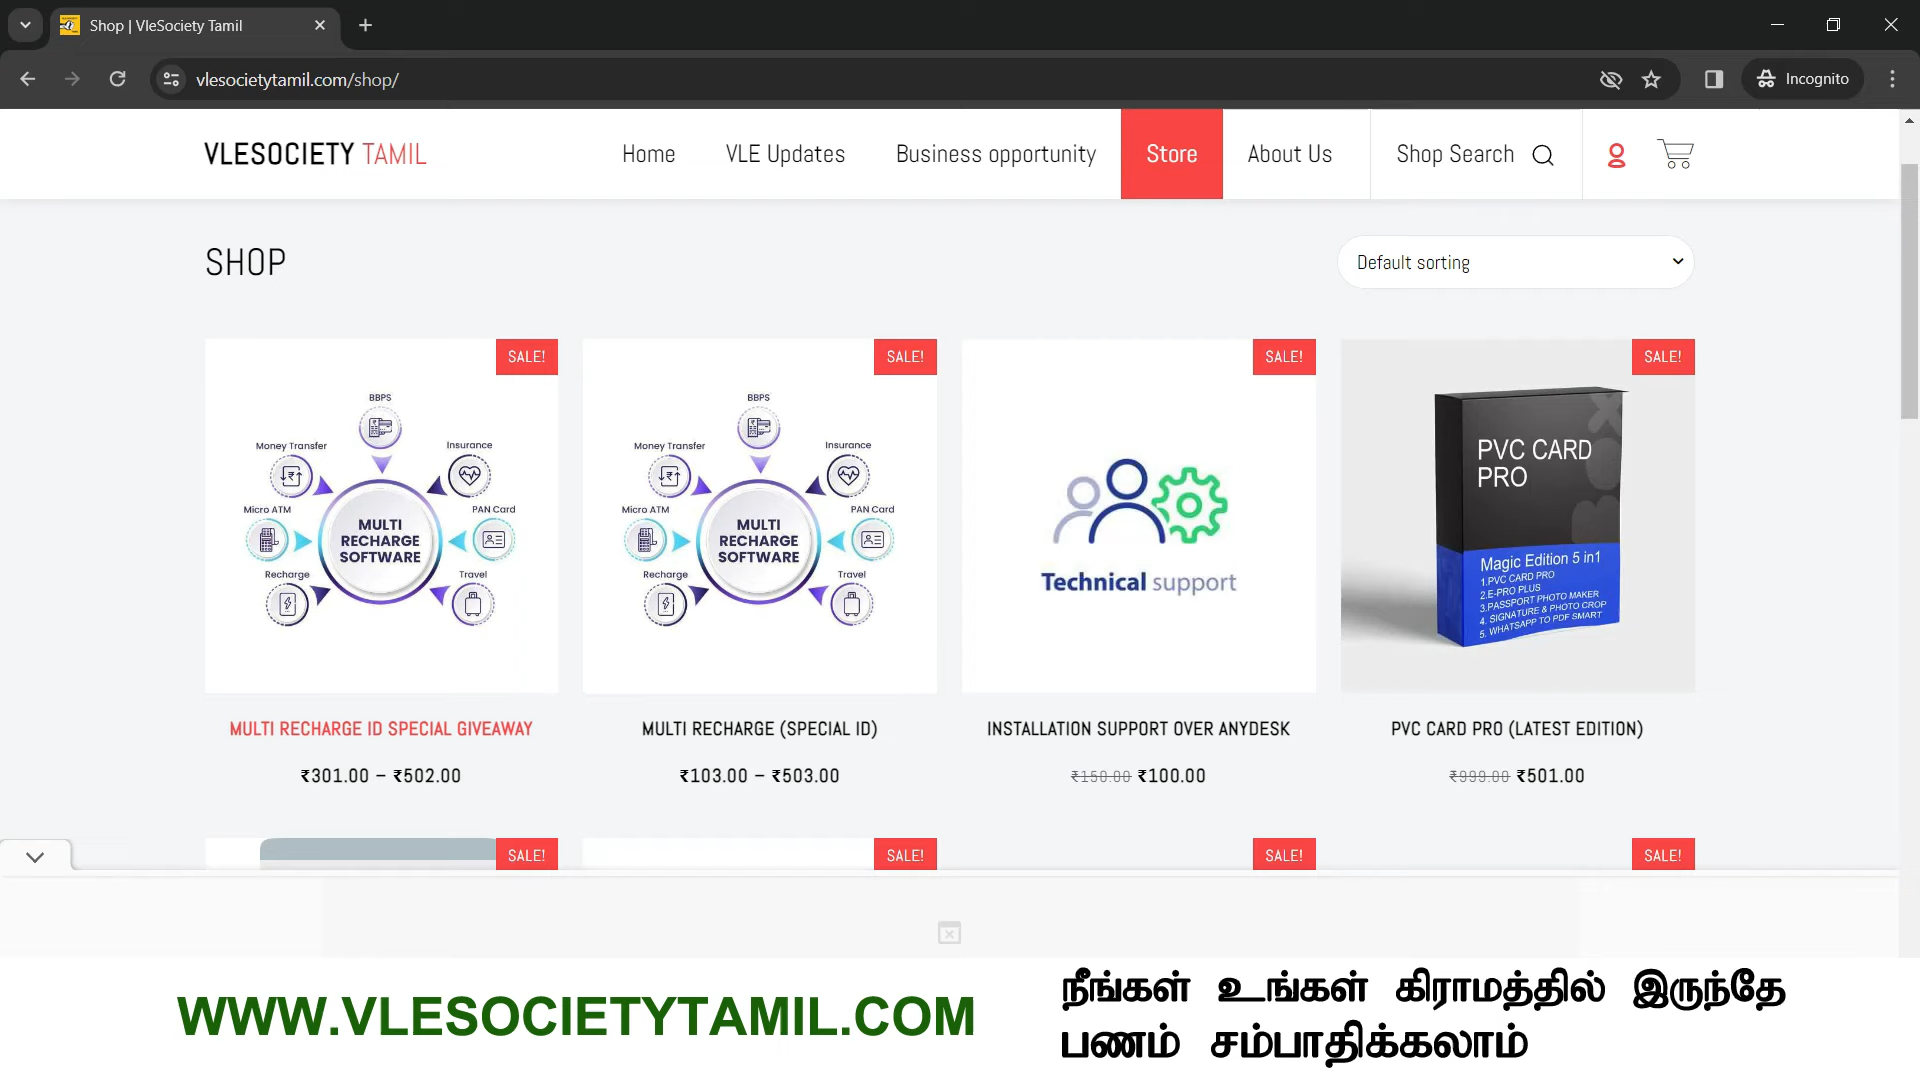 Shop | VleSociety Tamil
vlesocietytamil.com/shop/
Incognito
VLESOCIETY TAMIL
Home
VLE Updates
Business opportunity
Store
About Us
Shop Search
SHOP
Default sorting
SALE!
BBPS
Money Transfer
Insurance
Micro ATM
PAN Card
MULTI
RECHARGE
SOFTWARE
Recharge
Travel
MULTI RECHARGE ID SPECIAL GIVEAWAY
₹301.00 – ₹502.00
SALE!
BBPS
Money Transfer
Insurance
Micro ATM
PAN Card
MULTI
RECHARGE
SOFTWARE
Recharge
Travel
MULTI RECHARGE (SPECIAL ID)
₹103.00 – ₹503.00
SALE!
Technical support
INSTALLATION SUPPORT OVER ANYDESK
₹150.00 ₹100.00
SALE!
PVC CARD
PRO
Magic Edition 5 in1
1.PVC CARD PRO
2.E-PRO PLUS
3.PASSPORT PHOTO MAKER
4. SIGNATURE & PHOTO CROP
5. WHATSAPP TO PDF SMART
PVC CARD PRO (LATEST EDITION)
₹999.00 ₹501.00
SALE!
SALE!
SALE!
SALE!
WWW.VLESOCIETYTAMIL.COM
நீங்கள் உங்கள் கிராமத்தில் இருந்தே
பணம் சம்பாதிக்கலாம்